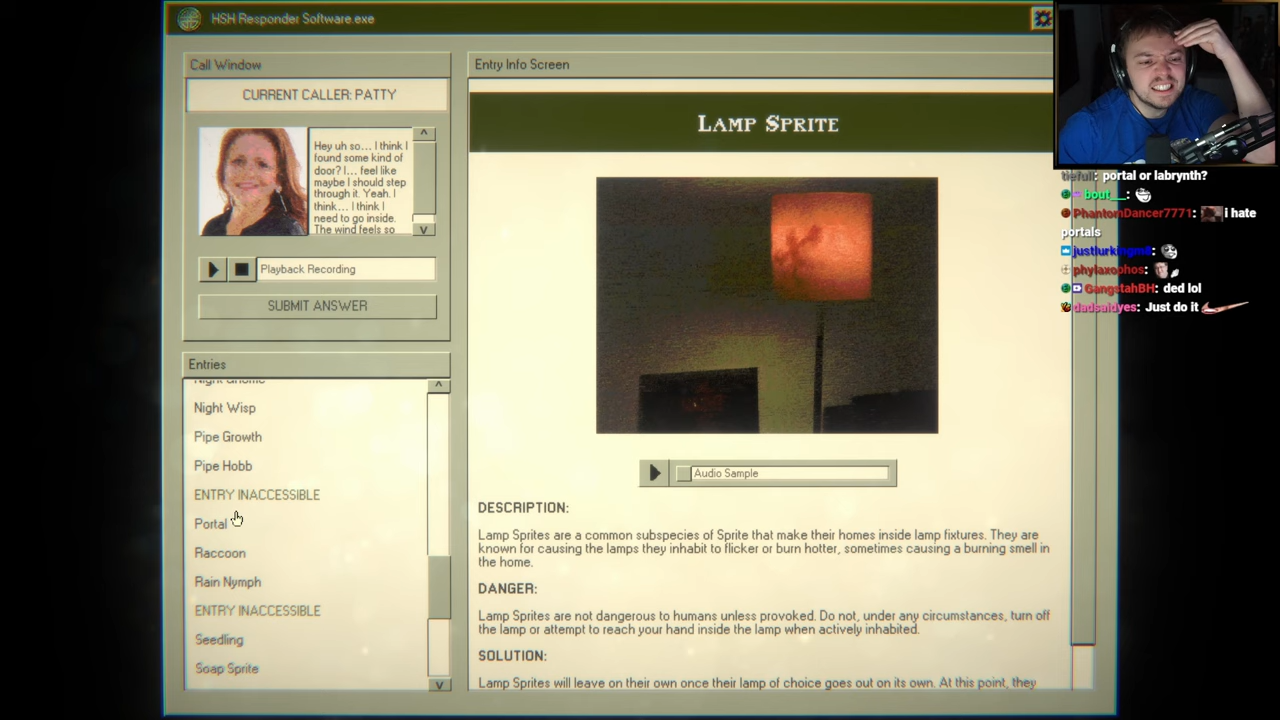 HSH Responder Software.exe
Call Window
CURRENT CALLER: PATTY
Hey uh so... I think I
found some kind of
door? I... feel like
maybe I should step
through it. Yeah. I
think... I think I
need to go inside.
The wind feels so
Playback Recording
SUBMIT ANSWER
Entries
Night Gnome
Night Wisp
Pipe Growth
Pipe Hobb
ENTRY INACCESSIBLE
Portal
Raccoon
Rain Nymph
ENTRY INACCESSIBLE
Seedling
Soap Sprite
Entry Info Screen
LAMP SPRITE
Audio Sample
DESCRIPTION:
Lamp Sprites are a common subspecies of Sprite that make their homes inside lamp fixtures. They are
known for causing the lamps they inhabit to flicker or burn hotter, sometimes causing a burning smell in
the home.
DANGER:
Lamp Sprites are not dangerous to humans unless provoked. Do not, under any circumstances, turn off
the lamp or attempt to reach your hand inside the lamp when actively inhabited.
SOLUTION:
Lamp Sprites will leave on their own once their lamp of choice goes out on its own. At this point, they
: portal or labrynth?
bout__:
PhantomDancer7771: i hate
portals
phylaxophos:
GangstahBH: ded lol
dadsaidyes: Just do it